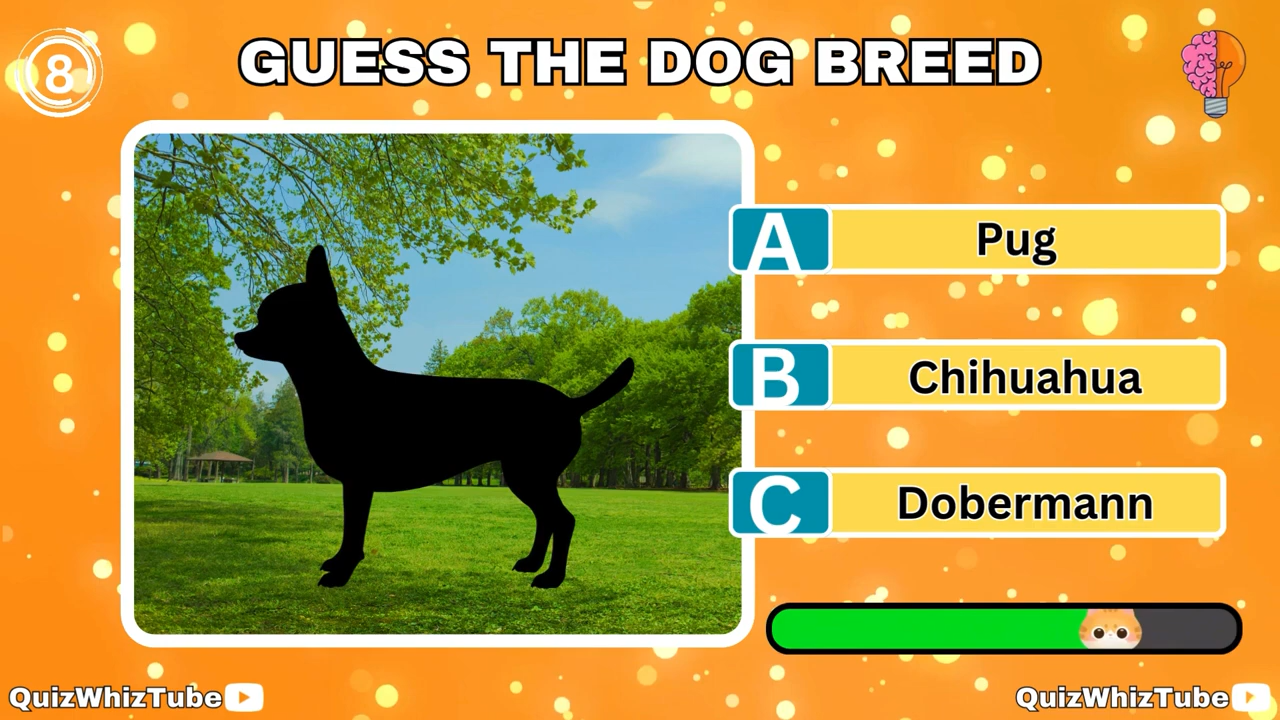 8
GUESS THE DOG BREED
A Pug
B Chihuahua
C Dobermann
QuizWhizTube
QuizWhizTube